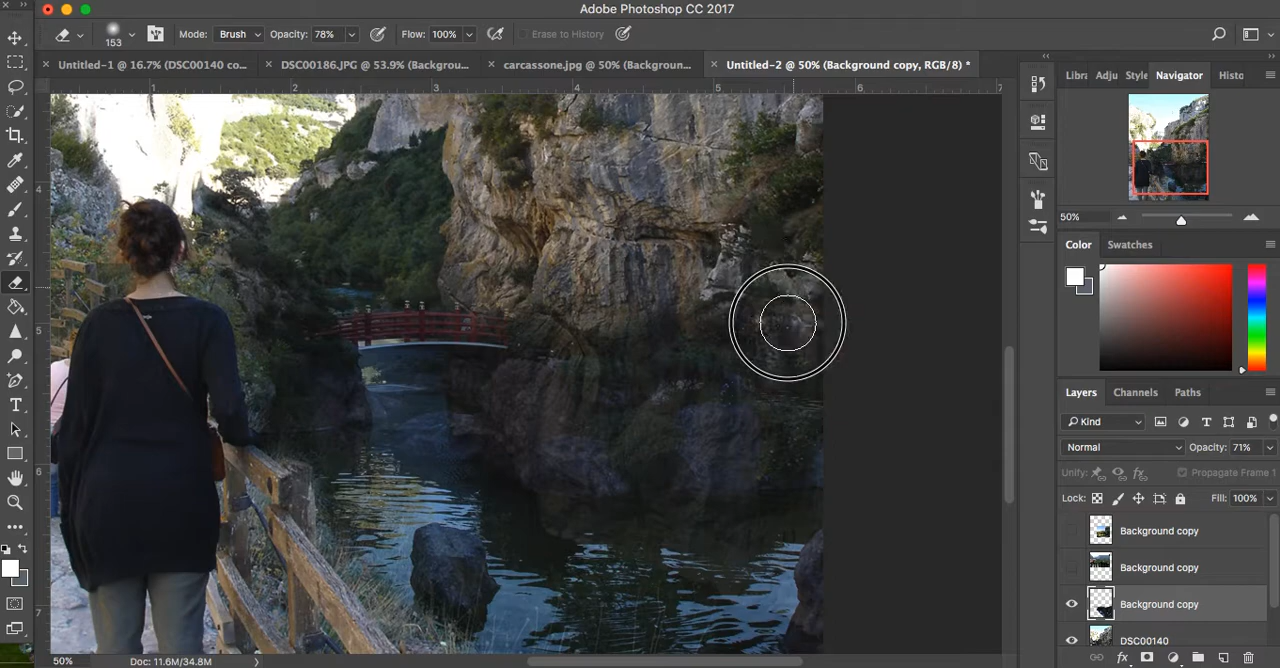 Adobe Photoshop CC 2017
153
Mode: Brush Opacity: 78% Flow: 100% Erase to History
× Untitled-1 @ 16.7% (DSC00140 co... × DSC00186.JPG @ 53.9% (Backgrou... × carcassone.jpg @ 50% (Backgroun... × Untitled-2 @ 50% (Background copy, RGB/8) *
1 2 3 4 5 6 7
4
5
6
7
Libra Adju Style Navigator Histo
50%
Color Swatches
Layers Channels Paths
Kind
Normal Opacity: 71%
Unify: Propagate Frame 1
Lock: Fill: 100%
Background copy
Background copy
Background copy
DSC00140
50% Doc: 11.6M/34.8M